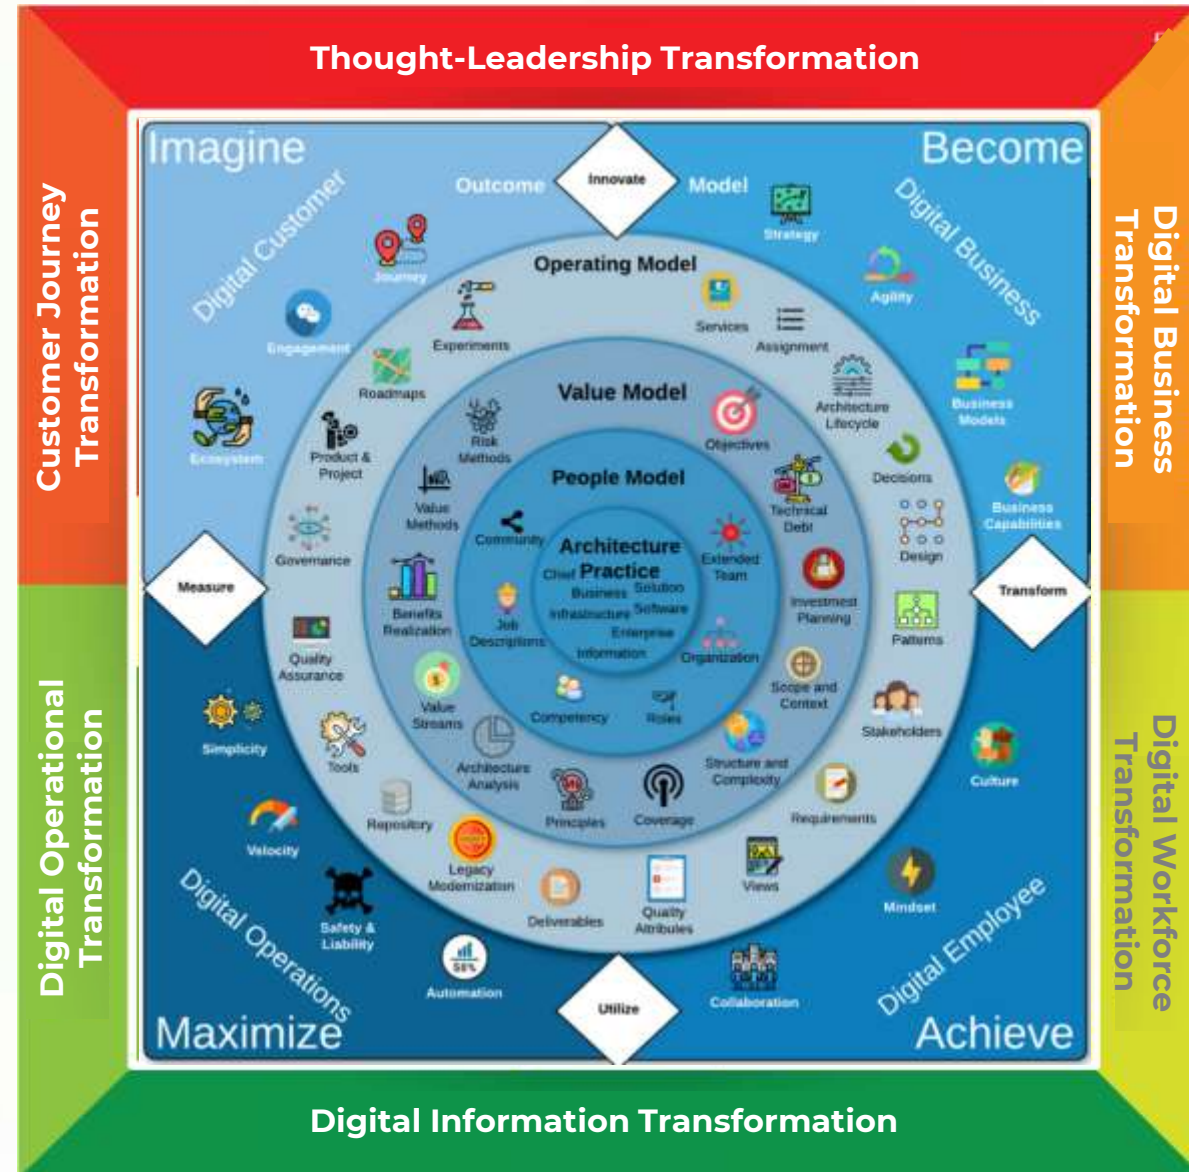 Thought-Leadership Transformation
Customer Journey
Transformation
Digital Operational
Transformation
Digital Business
Transformation
Digital Workforce
Transformation
Digital Information Transformation
Imagine
Become
Maximize
Achieve
Digital Customer
Digital Business
Digital Operations
Digital Employee
Innovate
Measure
Transform
Utilize
Outcome
Model
Journey
Engagement
Ecosystem
Strategy
Agility
Business
Models
Business
Capabilities
Simplicity
Velocity
Safety &
Liability
Automation
58%
Culture
Mindset
Collaboration
Operating Model
Experiments
Services
Assignment
Roadmaps
Architecture
Lifecycle
Product &
Project
Decisions
Governance
Design
Quality
Assurance
Patterns
Tools
Stakeholders
Repository
Requirements
Legacy
Modernization
Deliverables
Quality
Attributes
Views
Value Model
Risk
Methods
Objectives
Value
Methods
Technical
Debt
Benefits
Realization
Investment
Planning
Value
Streams
Scope and
Context
Architecture
Analysis
Structure and
Complexity
Principles
Coverage
People Model
Community
Extended
Team
Job
Descriptions
Organization
Competency
Roles
Architecture
Practice
Chief
Business
Solution
Infrastructure
Software
Enterprise
Information